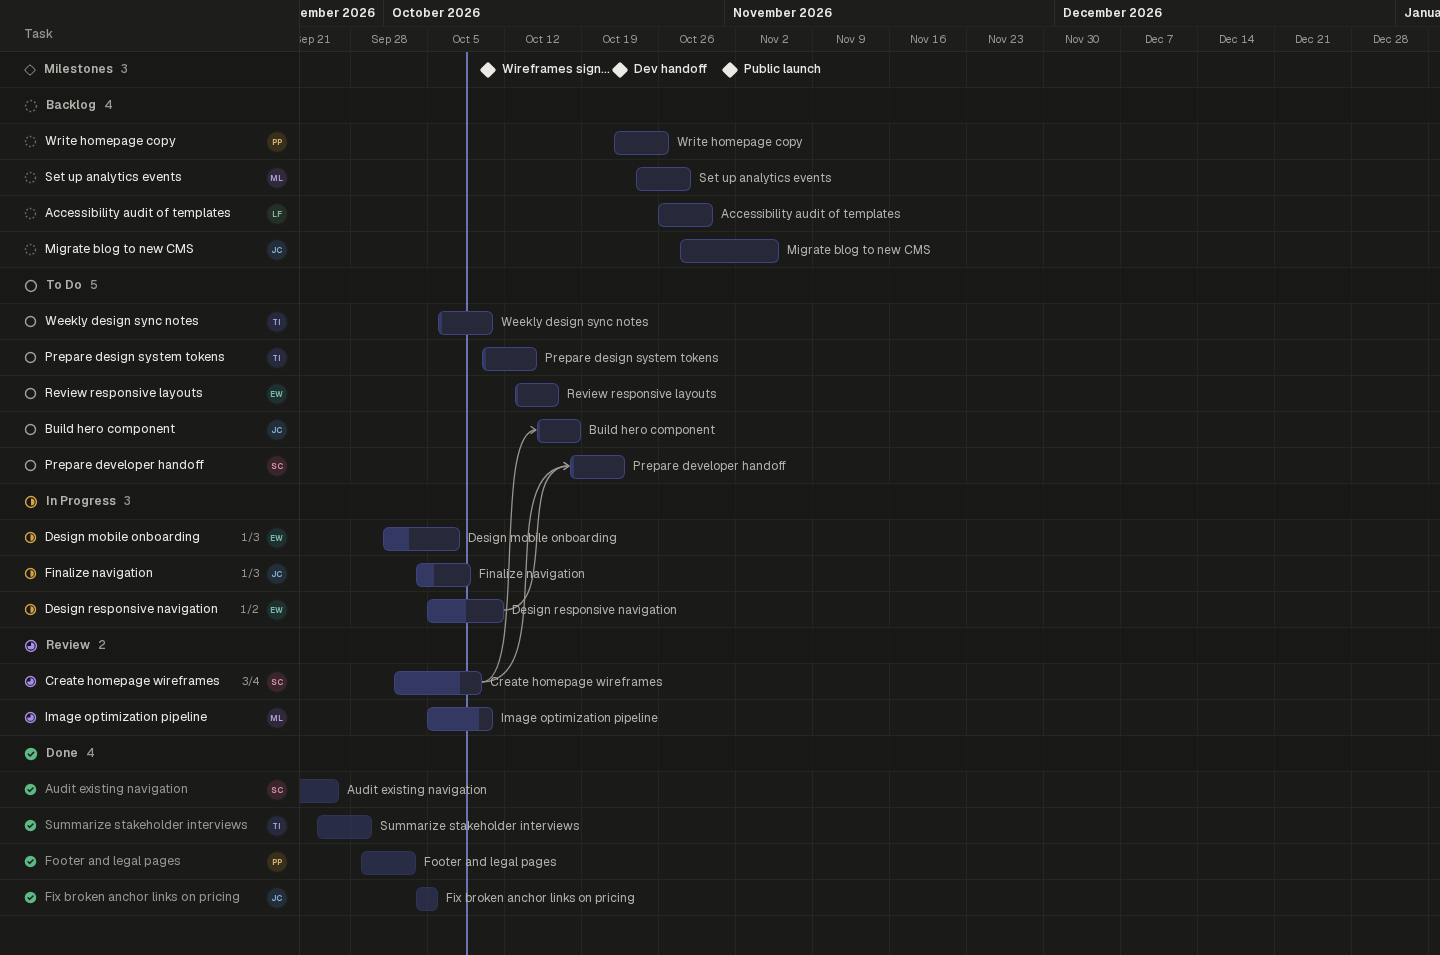 ember 2026
October 2026
November 2026
December 2026
Janua
Task
Sep 21
Sep 28
Oct 5
Oct 12
Oct 19
Oct 26
Nov 2
Nov 9
Nov 16
Nov 23
Nov 30
Dec 7
Dec 14
Dec 21
Dec 28
Milestones 3
Wireframes sign...
Dev handoff
Public launch
Backlog 4
Write homepage copy PP
Write homepage copy
Set up analytics events ML
Set up analytics events
Accessibility audit of templates LF
Accessibility audit of templates
Migrate blog to new CMS JC
Migrate blog to new CMS
To Do 5
Weekly design sync notes TI
Weekly design sync notes
Prepare design system tokens TI
Prepare design system tokens
Review responsive layouts EW
Review responsive layouts
Build hero component JC
Build hero component
Prepare developer handoff SC
Prepare developer handoff
In Progress 3
Design mobile onboarding 1/3 EW
Design mobile onboarding
Finalize navigation 1/3 JC
Finalize navigation
Design responsive navigation 1/2 EW
Design responsive navigation
Review 2
Create homepage wireframes 3/4 SC
Create homepage wireframes
Image optimization pipeline ML
Image optimization pipeline
Done 4
Audit existing navigation SC
Audit existing navigation
Summarize stakeholder interviews TI
Summarize stakeholder interviews
Footer and legal pages PP
Footer and legal pages
Fix broken anchor links on pricing JC
Fix broken anchor links on pricing